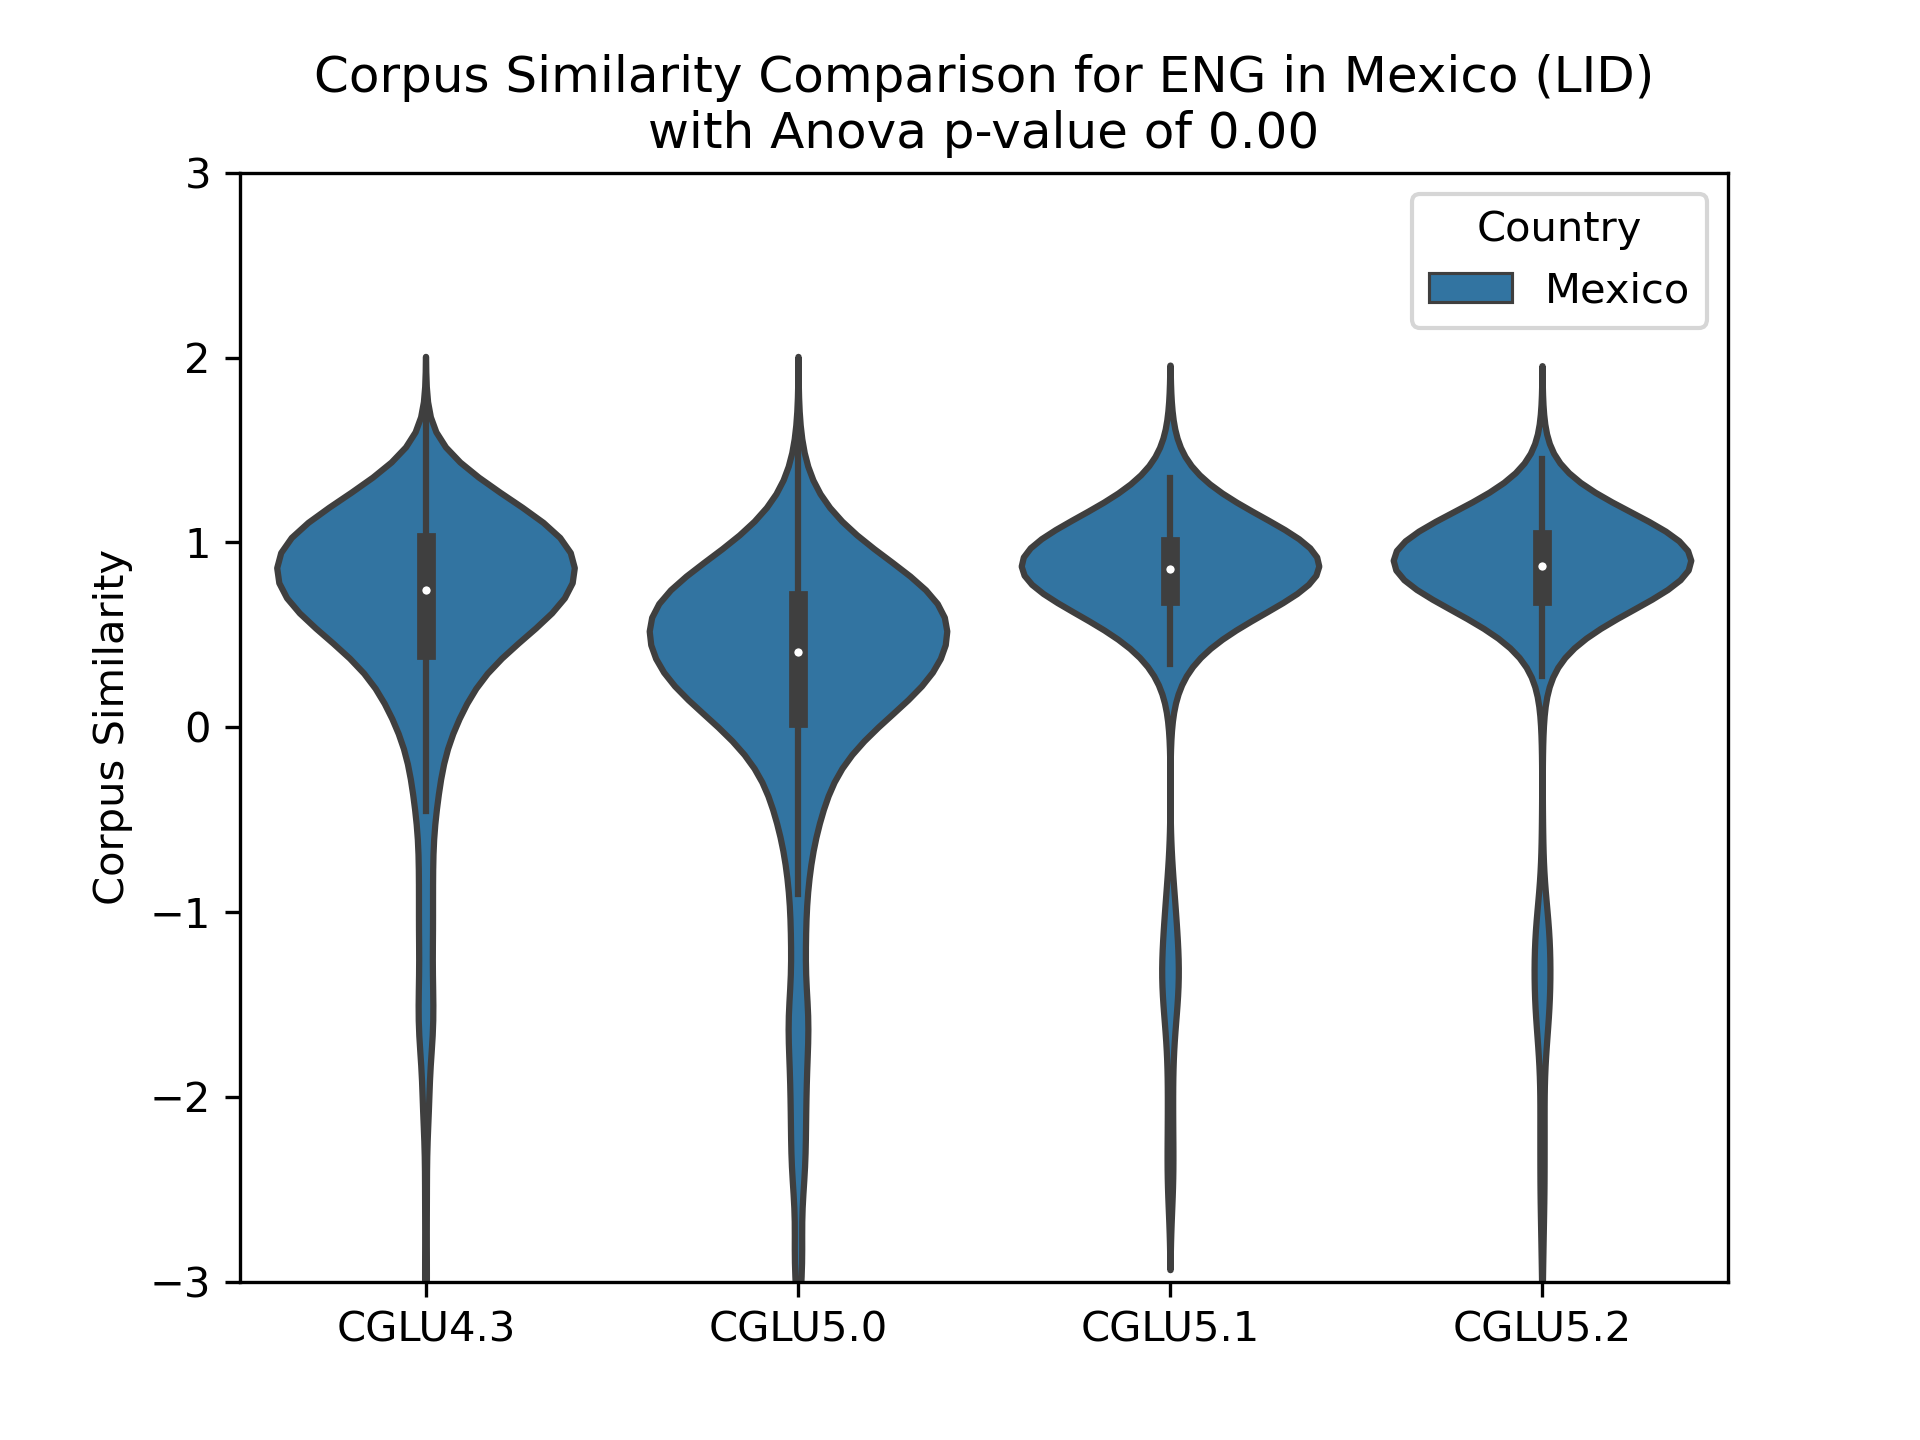 Corpus Similarity Comparison for ENG in Mexico (LID)
with Anova p-value of 0.00
Country
Mexico
Corpus Similarity
3
2
1
0
−1
−2
−3
CGLU4.3
CGLU5.0
CGLU5.1
CGLU5.2